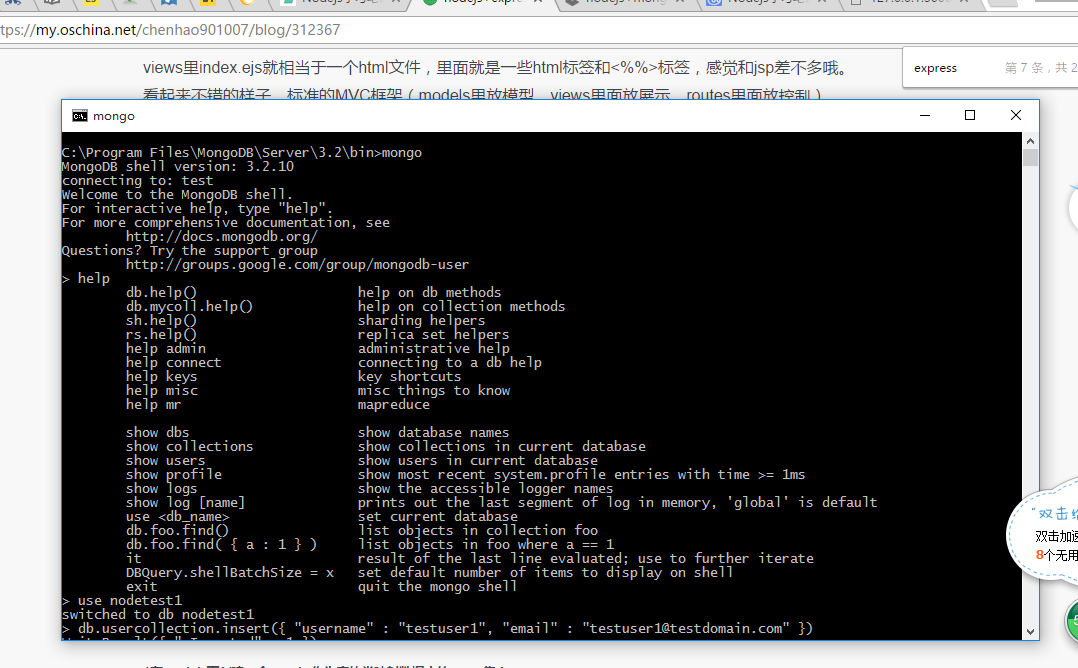 tps://my.oschina.net/chenhao901007/blog/312367
views里index.ejs就相当于一个html文件，里面就是一些html标签和<%%>标签，感觉和jsp差不多哦。
express 第 7 条，共 2
看起来不错的样子，标准的MVC框架（models里放模型，views里面放展示，routes里面放控制）
mongo
C:\Program Files\MongoDB\Server\3.2\bin>mongo
MongoDB shell version: 3.2.10
connecting to: test
Welcome to the MongoDB shell.
For interactive help, type "help".
For more comprehensive documentation, see
http://docs.mongodb.org/
Questions? Try the support group
http://groups.google.com/group/mongodb-user
> help
db.help() help on db methods
db.mycoll.help() help on collection methods
sh.help() sharding helpers
rs.help() replica set helpers
help admin administrative help
help connect connecting to a db help
help keys key shortcuts
help misc misc things to know
help mr mapreduce
show dbs show database names
show collections show collections in current database
show users show users in current database
show profile show most recent system.profile entries with time >= 1ms
show logs show the accessible logger names
show log [name] prints out the last segment of log in memory, 'global' is default
use <db_name> set current database
db.foo.find() list objects in collection foo
db.foo.find( { a : 1 } ) list objects in foo where a == 1
it result of the last line evaluated; use to further iterate
DBQuery.shellBatchSize = x set default number of items to display on shell
exit quit the mongo shell
> use nodetest1
switched to db nodetest1
> db.usercollection.insert({ "username" : "testuser1", "email" : "testuser1@testdomain.com" })
"双击
双击加速
8个无用